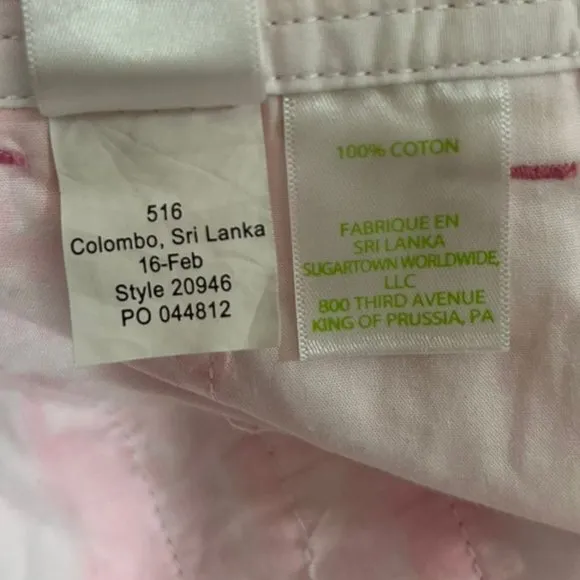 516
Colombo, Sri Lanka
16-Feb
Style 20946
PO 044812
100% COTON
FABRIQUE EN
SRI LANKA
SUGARTOWN WORLDWIDE,
LLC
800 THIRD AVENUE
KING OF PRUSSIA, PA